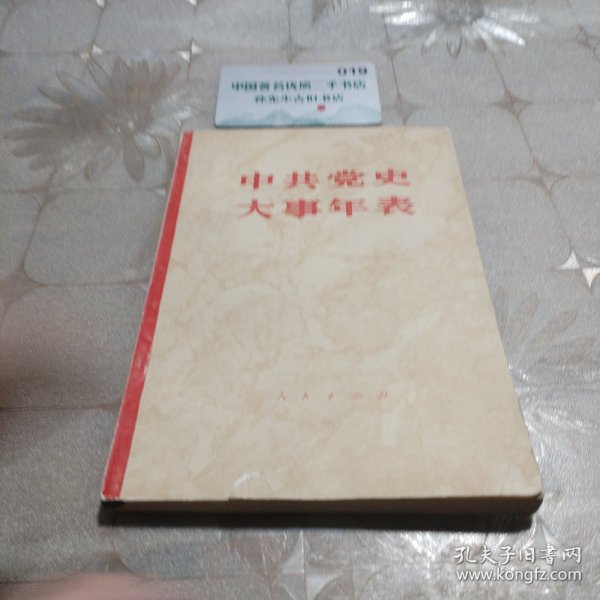 019
中国著名优质二手书店
孙先生古旧书店
中共党史
大事年表
人民出版社
孔夫子旧书网
www.kongfz.com